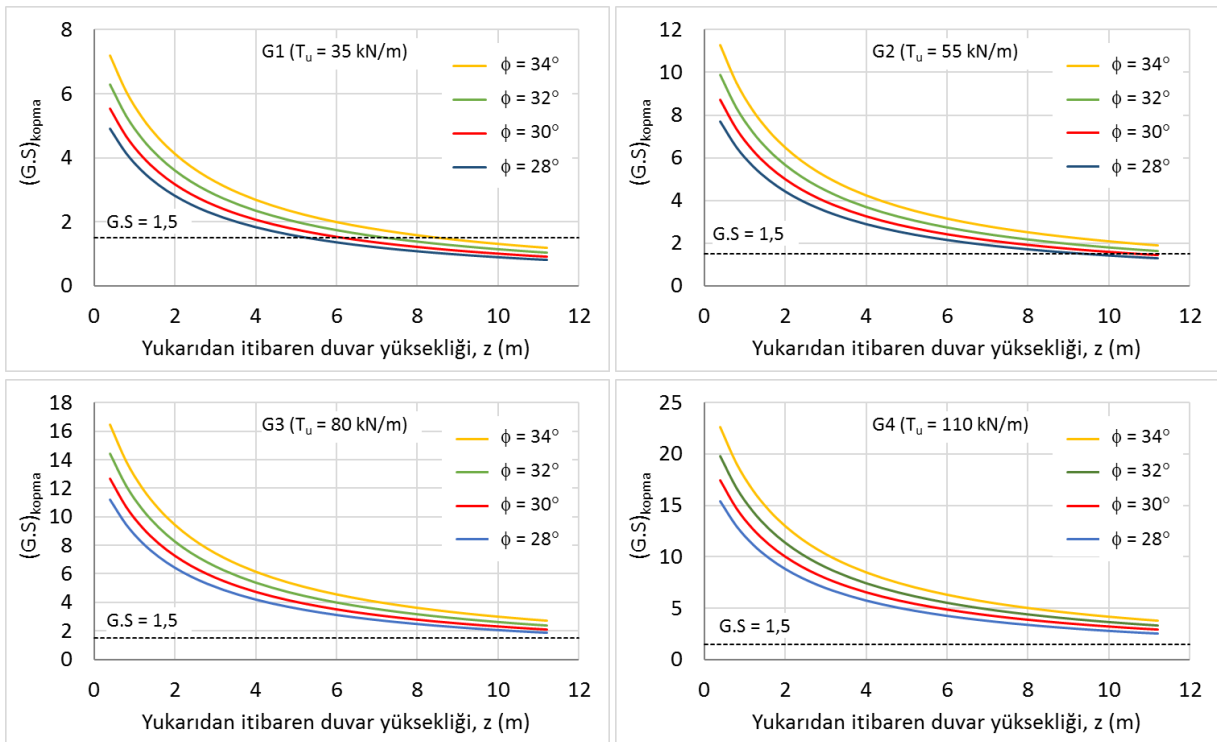 G1 (Tu = 35 kN/m)
(G.S)kopma
8
6
4
2
0
ϕ = 34°
ϕ = 32°
ϕ = 30°
ϕ = 28°
G.S = 1,5
0 2 4 6 8 10 12
Yukarıdan itibaren duvar yüksekliği, z (m)
G2 (Tu = 55 kN/m)
(G.S)kopma
12
10
8
6
4
2
0
ϕ = 34°
ϕ = 32°
ϕ = 30°
ϕ = 28°
G.S = 1,5
0 2 4 6 8 10 12
Yukarıdan itibaren duvar yüksekliği, z (m)
G3 (Tu = 80 kN/m)
(G.S)kopma
18
16
14
12
10
8
6
4
2
0
ϕ = 34°
ϕ = 32°
ϕ = 30°
ϕ = 28°
G.S = 1,5
0 2 4 6 8 10 12
Yukarıdan itibaren duvar yüksekliği, z (m)
G4 (Tu = 110 kN/m)
(G.S)kopma
25
20
15
10
5
0
ϕ = 34°
ϕ = 32°
ϕ = 30°
ϕ = 28°
G.S = 1,5
0 2 4 6 8 10 12
Yukarıdan itibaren duvar yüksekliği, z (m)